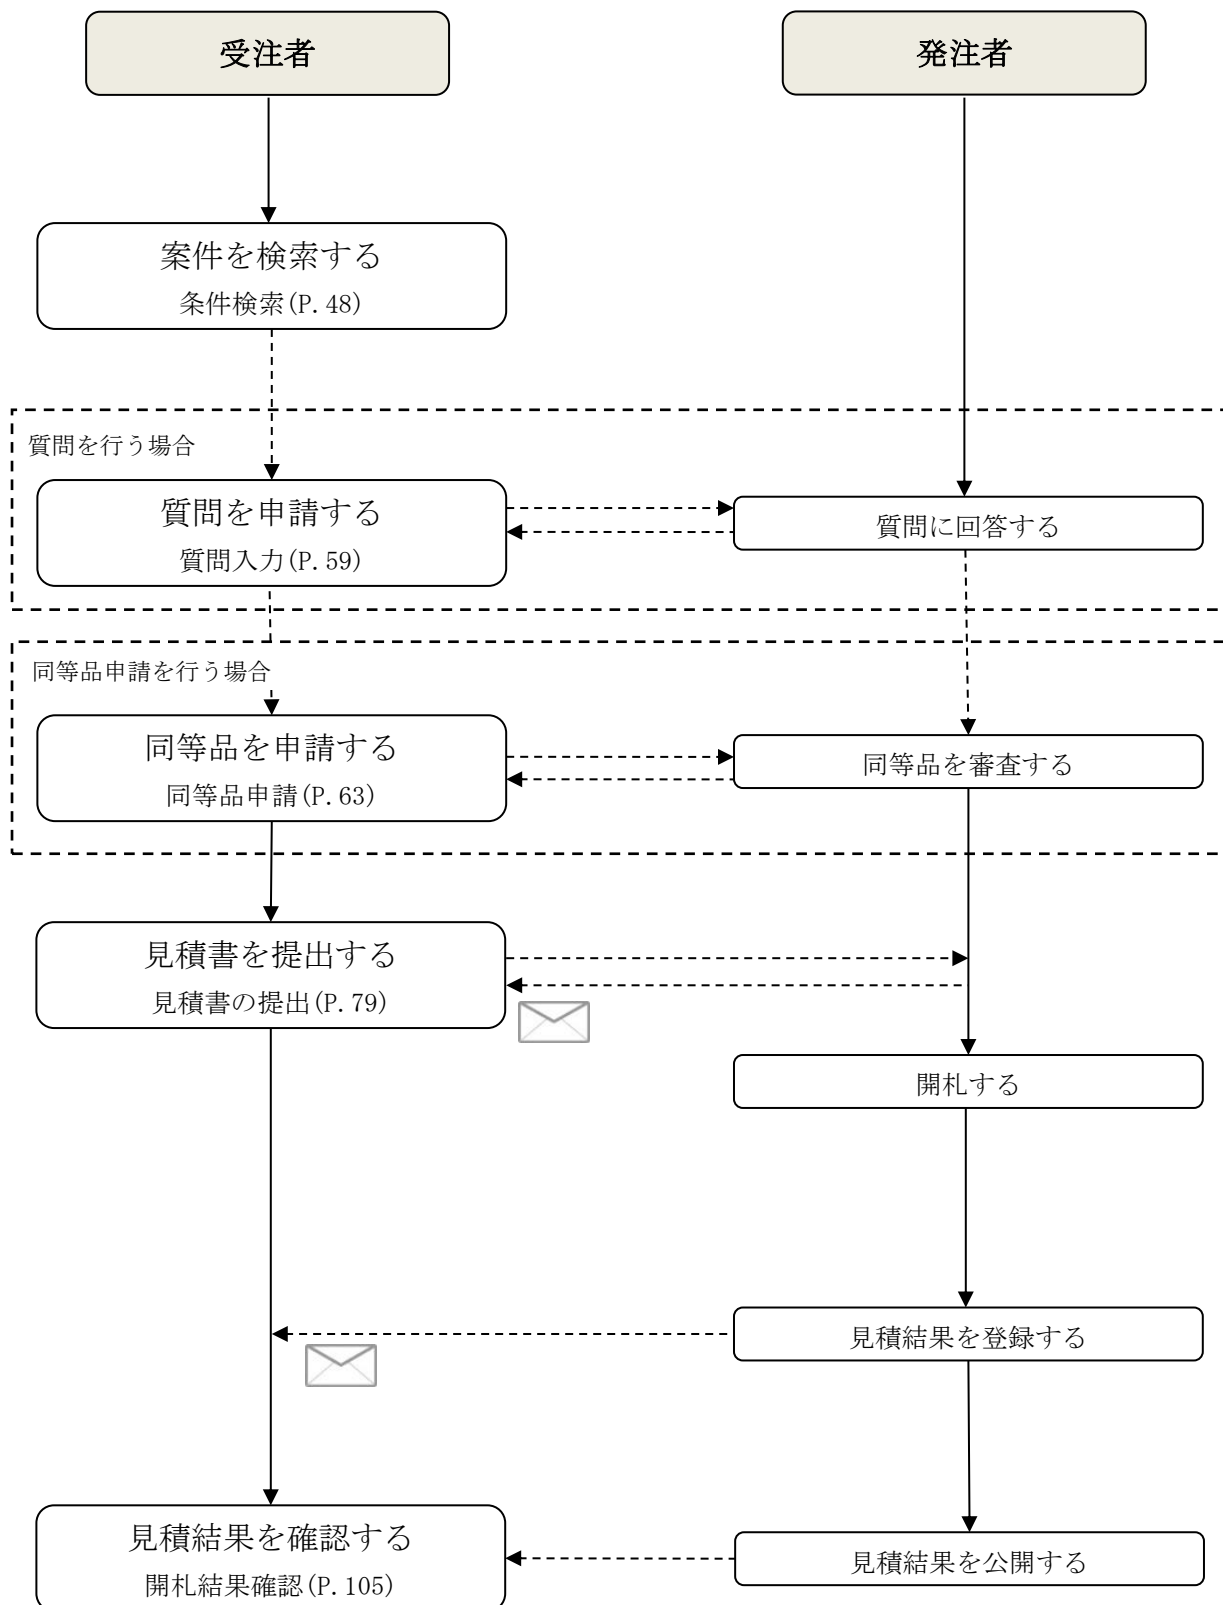 受注者
発注者
案件を検索する
条件検索(P.48)
質問を行う場合
質問を申請する
質問入力(P.59)
質問に回答する
同等品申請を行う場合
同等品を申請する
同等品申請(P.63)
同等品を審査する
見積書を提出する
見積書の提出(P.79)
開札する
見積結果を登録する
見積結果を確認する
開札結果確認(P.105)
見積結果を公開する